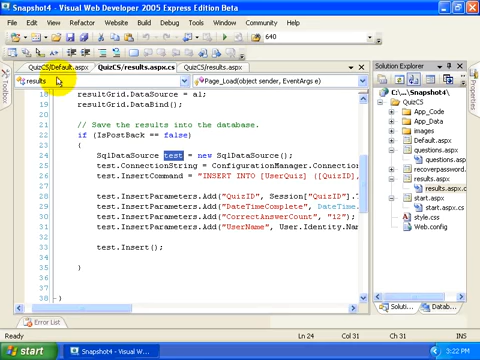 Snapshot4 - Visual Web Developer 2005 Express Edition Beta
File Edit View Refactor Website Build Debug Tools Window Community Help
640
QuizCS/Default.aspx QuizCS/results.aspx.cs QuizCS/results.aspx
results
Page_Load(object sender, EventArgs e)
Toolbox
18 resultGrid.DataSource = al;
19 resultGrid.DataBind();
20
21 // Save the results into the database.
22 if (IsPostBack == false)
23 {
24 SqlDataSource test = new SqlDataSource();
25 test.ConnectionString = ConfigurationManager.Connection
26 test.InsertCommand = "INSERT INTO [UserQuiz] ([QuizID],
27
28 test.InsertParameters.Add("QuizID", Session["QuizID"].T
29 test.InsertParameters.Add("DateTimeComplete", DateTime.
30 test.InsertParameters.Add("CorrectAnswerCount", "12");
31 test.InsertParameters.Add("UserName", User.Identity.Nam
32
33 test.Insert();
34
35 }
36
37
38 }
Solution Explorer
C:\...\Snapshot4\
QuizCS
App_Code
App_Data
images
Default.aspx
questions.aspx
questions.asp
recoverpassword.
results.aspx
results.aspx.c
start.aspx
start.aspx.cs
style.css
Web.config
Properties
Soluti...
Datab...
Error List
Ready Ln 24 Col 31 Ch 31 INS
start
Snapshot4 - Visual W...
3:22 PM